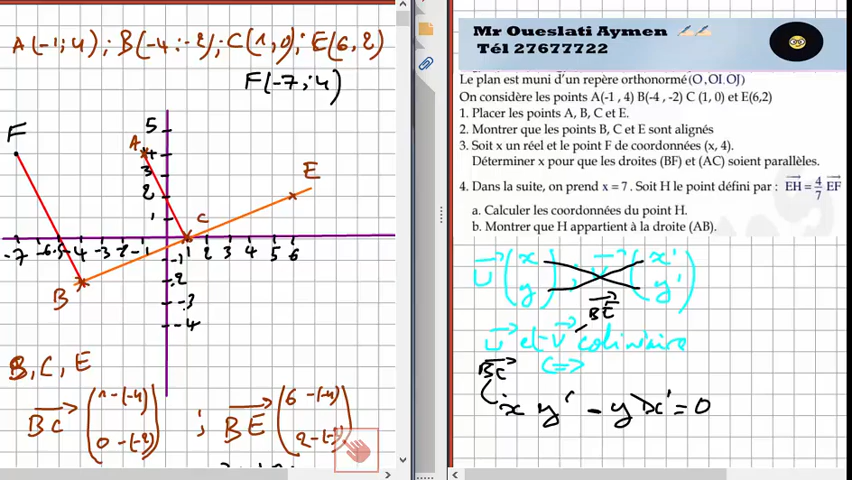 A(-1;4) ; B(-4;-2) ; C(1,0) ; E(6,2)
F(-7;4)
F
5
A
4
3
E
2
1
C
-7 -6 -5 -4 -3 -2 -1 1 2 3 4 5 6
-1
B
-2
-3
-4
B, C, E
BC (1-(-4) ; BE (6-(-4)
0-(-2)) 2-(-2))
Mr Oueslati Aymen
Tél 27677722
Le plan est muni d'un repère orthonormé (O,OI.OJ)
On considère les points A(-1 , 4) B(-4 , -2) C (1, 0) et E(6,2)
1. Placer les points A, B, C et E.
2. Montrer que les points B, C et E sont alignés
3. Soit x un réel et le point F de coordonnées (x, 4).
Déterminer x pour que les droites (BF) et (AC) soient parallèles.
4. Dans la suite, on prend x = 7 . Soit H le point défini par : EH = 4/7 EF
a. Calculer les coordonnées du point H.
b. Montrer que H appartient à la droite (AB).
U (x ; V (x'
y) y')
BE
U et V coliniaire
BC <=>
x y' - y x' = 0